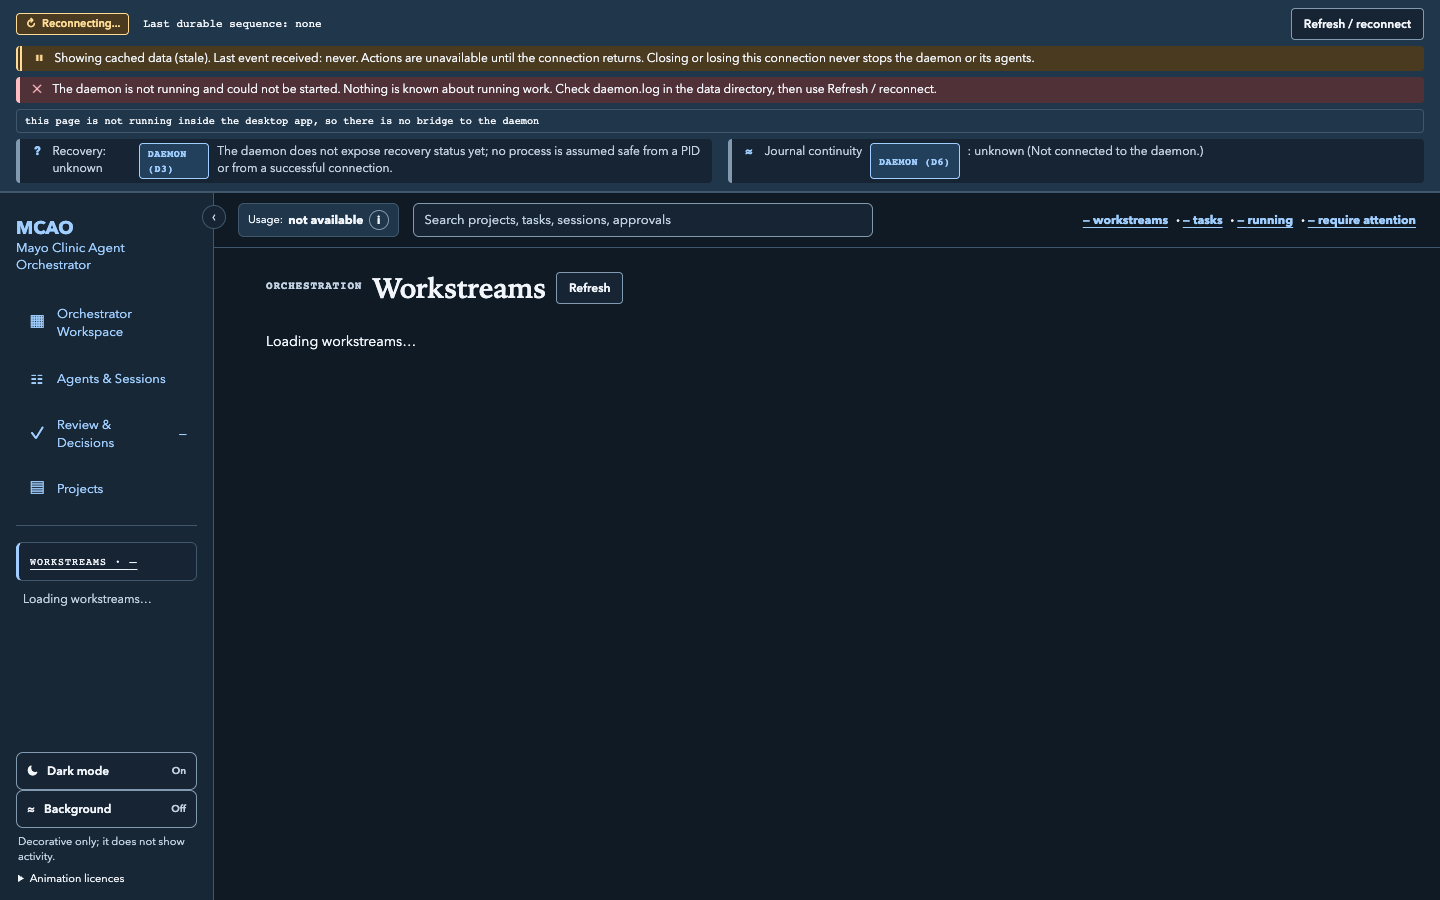 Reconnecting...
Last durable sequence: none
Refresh / reconnect
Showing cached data (stale). Last event received: never. Actions are unavailable until the connection returns. Closing or losing this connection never stops the daemon or its agents.
The daemon is not running and could not be started. Nothing is known about running work. Check daemon.log in the data directory, then use Refresh / reconnect.
this page is not running inside the desktop app, so there is no bridge to the daemon
? Recovery:
unknown
DAEMON
(D3)
The daemon does not expose recovery status yet; no process is assumed safe from a PID
or from a successful connection.
≈ Journal continuity
DAEMON (D6)
: unknown (Not connected to the daemon.)
MCAO
Mayo Clinic Agent
Orchestrator
‹
Orchestrator
Workspace
Agents & Sessions
Review &
Decisions
–
Projects
WORKSTREAMS · —
Loading workstreams...
Dark mode On
≈ Background Off
Decorative only; it does not show
activity.
Animation licences
Usage: not available i
Search projects, tasks, sessions, approvals
– workstreams • – tasks • – running • – require attention
ORCHESTRATION
Workstreams
Refresh
Loading workstreams...